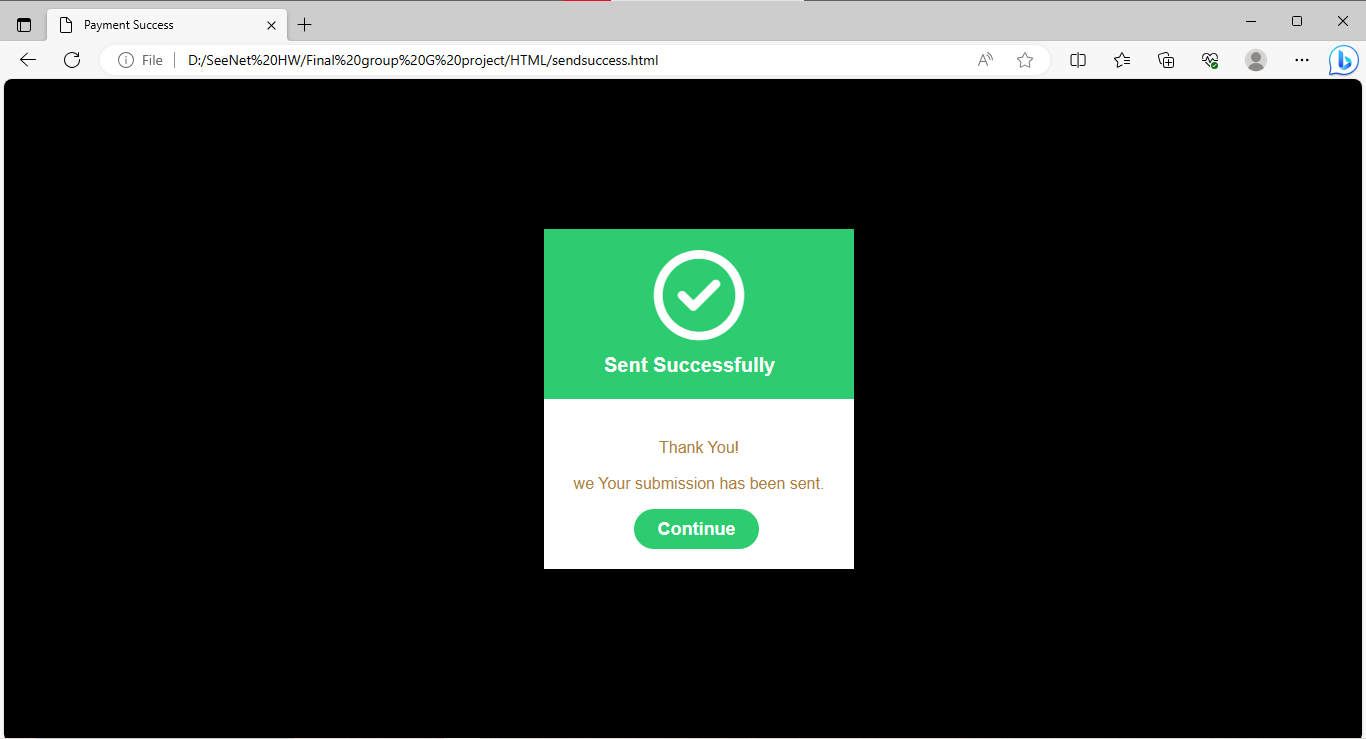 Payment Success
File
D:/SeeNet%20HW/Final%20group%20G%20project/HTML/sendsuccess.html
Sent Successfully
Thank You!
we Your submission has been sent.
Continue